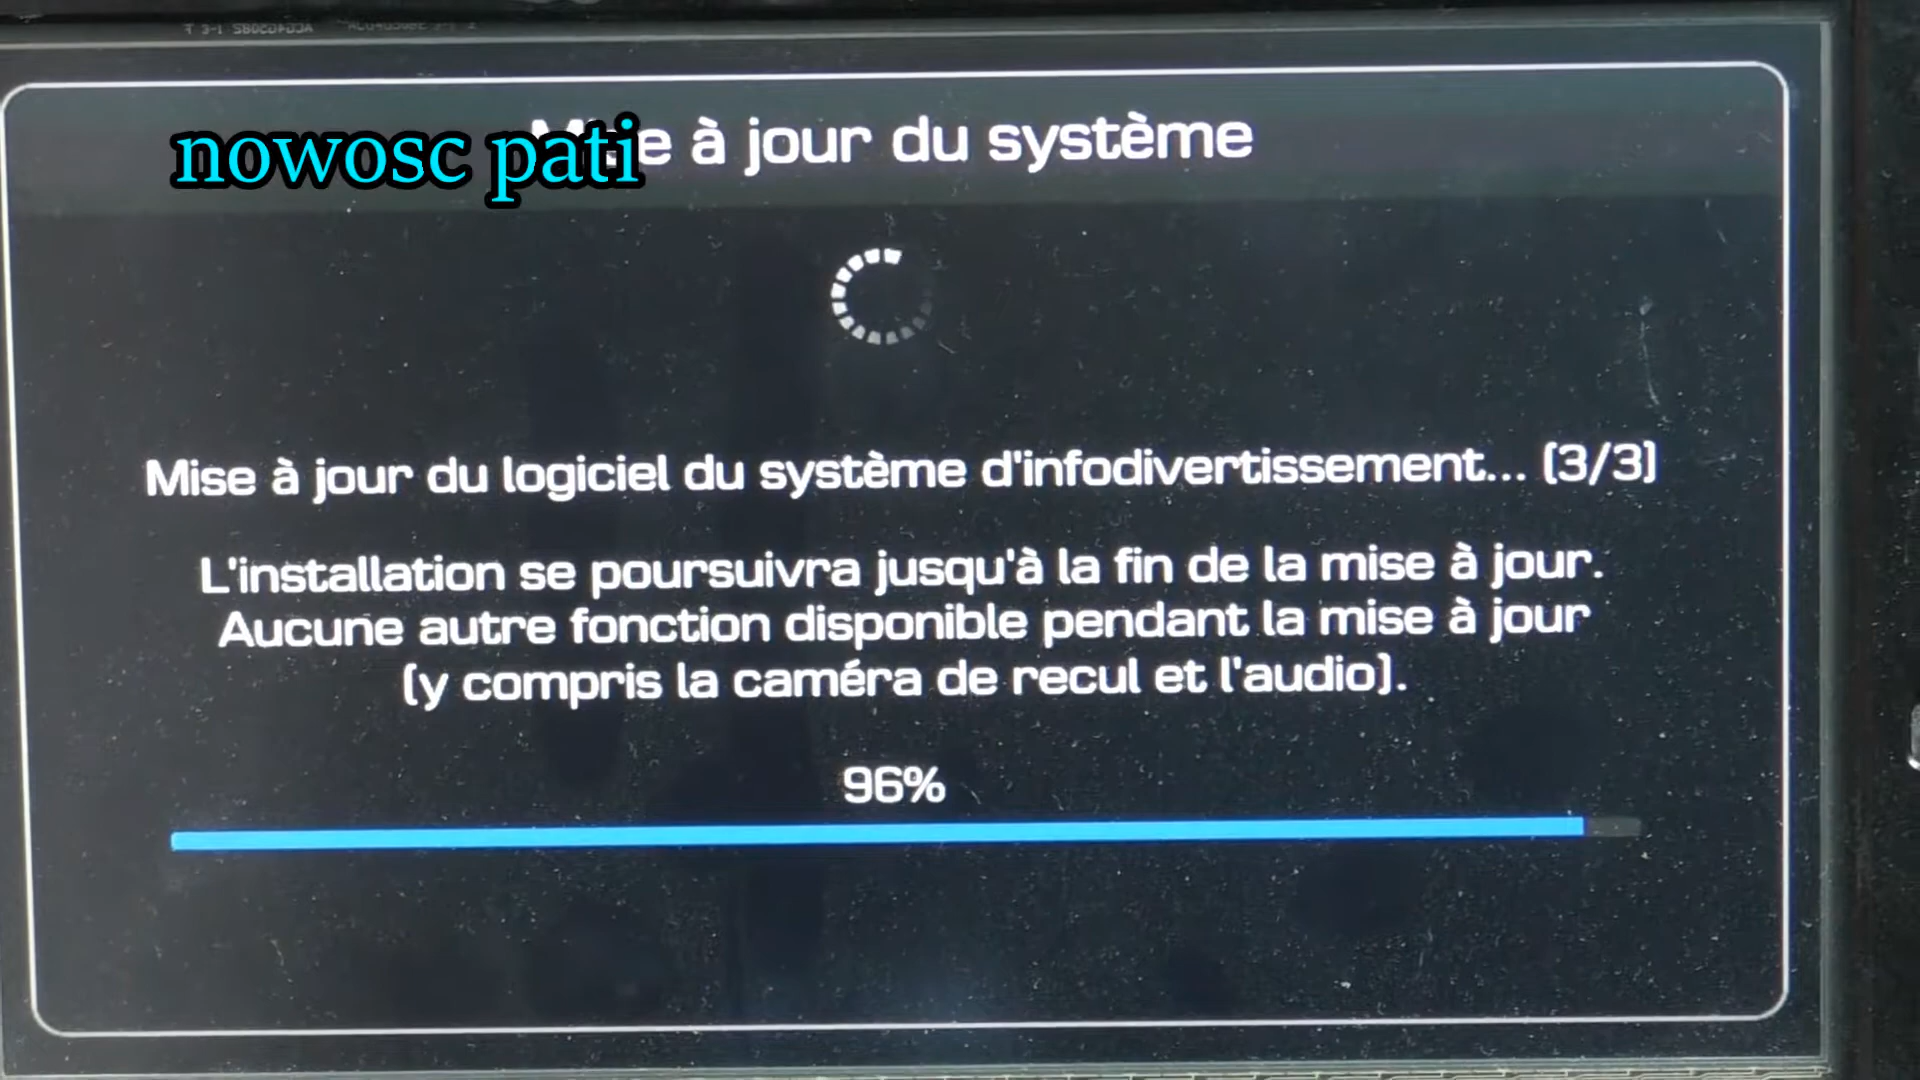 nowosc pati
Mise à jour du système
Mise à jour du logiciel du système d'infodivertissement... (3/3)
L'installation se poursuivra jusqu'à la fin de la mise à jour.
Aucune autre fonction disponible pendant la mise à jour
(y compris la caméra de recul et l'audio).
96%